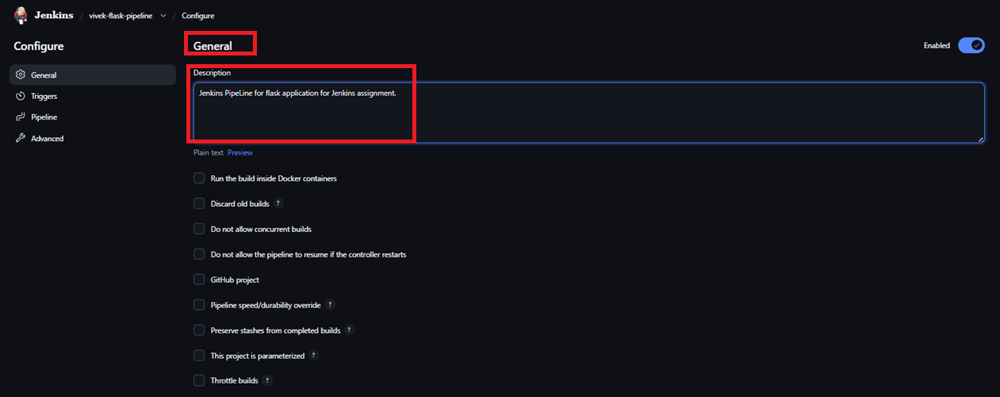 Jenkins / vivek-flask-pipeline / Configure
Configure
General
Triggers
Pipeline
Advanced
General
Enabled
Description
Jenkins PipeLine for flask application for Jenkins assignment.
Plain text Preview
Run the build inside Docker containers
Discard old builds ?
Do not allow concurrent builds
Do not allow the pipeline to resume if the controller restarts
GitHub project
Pipeline speed/durability override ?
Preserve stashes from completed builds ?
This project is parameterized ?
Throttle builds ?